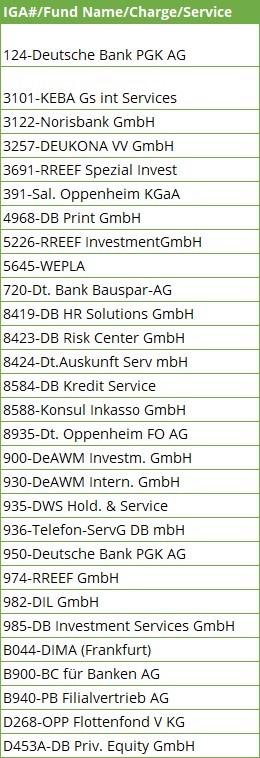 IGA#/Fund Name/Charge/Service
124-Deutsche Bank PGK AG
3101-KEBA Gs int Services
3122-Norisbank GmbH
3257-DEUKONA VV GmbH
3691-RREEF Spezial Invest
391-Sal. Oppenheim KGaA
4968-DB Print GmbH
5226-RREEF InvestmentGmbH
5645-WEPLA
720-Dt. Bank Bauspar-AG
8419-DB HR Solutions GmbH
8423-DB Risk Center GmbH
8424-Dt.Auskunft Serv mbH
8584-DB Kredit Service
8588-Konsul Inkasso GmbH
8935-Dt. Oppenheim FO AG
900-DeAWM Investm. GmbH
930-DeAWM Intern. GmbH
935-DWS Hold. & Service
936-Telefon-ServG DB mbH
950-Deutsche Bank PGK AG
974-RREEF GmbH
982-DIL GmbH
985-DB Investment Services GmbH
B044-DIMA (Frankfurt)
B900-BC für Banken AG
B940-PB Filialvertrieb AG
D268-OPP Flottenfond V KG
D453A-DB Priv. Equity GmbH